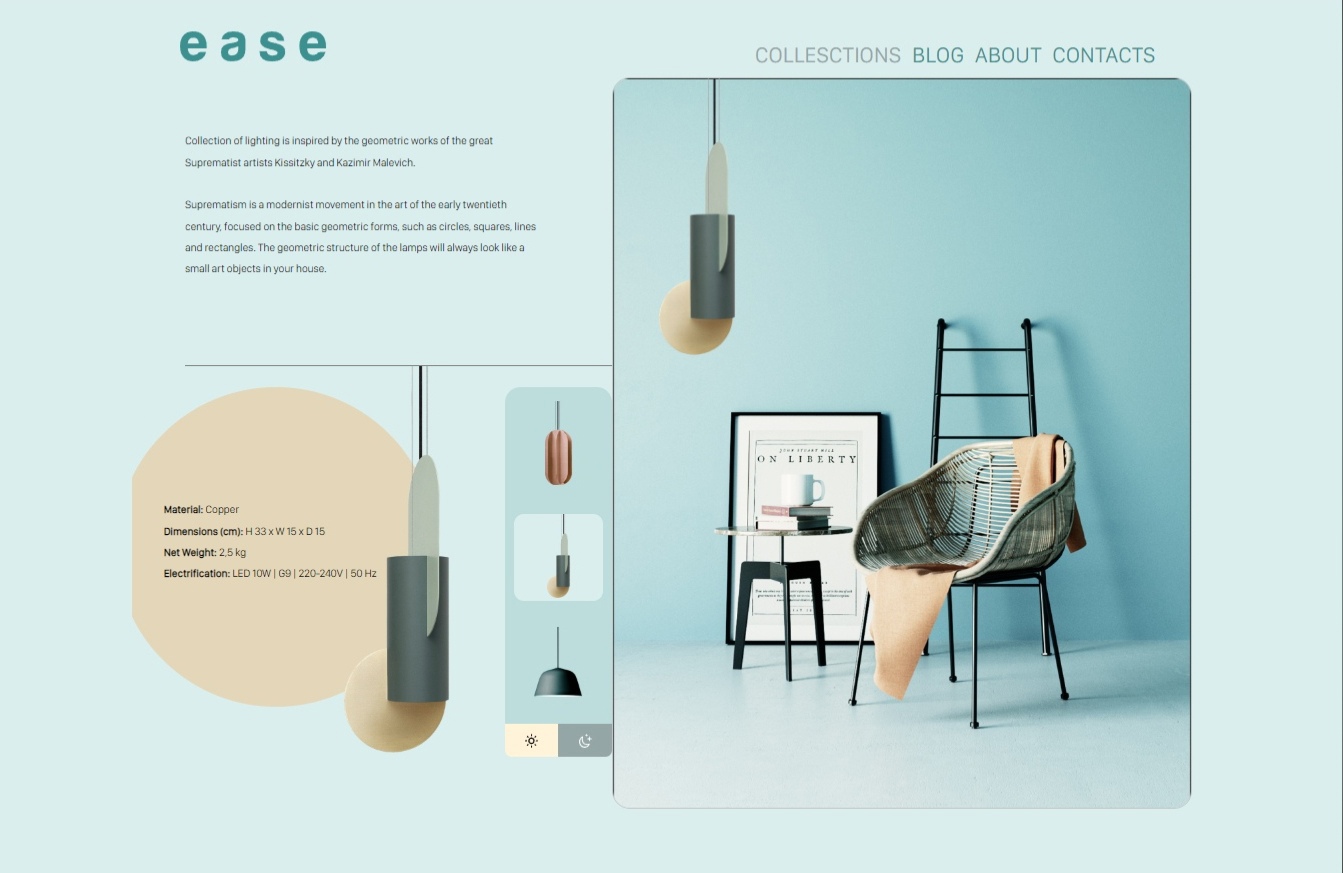 ease
COLLESCTIONS BLOG ABOUT CONTACTS
Collection of lighting is inspired by the geometric works of the great
Suprematist artists Kissitzky and Kazimir Malevich.
Suprematism is a modernist movement in the art of the early twentieth
century, focused on the basic geometric forms, such as circles, squares, lines
and rectangles. The geometric structure of the lamps will always look like a
small art objects in your house.
Material: Copper
Dimensions (cm): H 33 x W 15 x D 15
Net Weight: 2,5 kg
Electrification: LED 10W | G9 | 220-240V | 50 Hz
JOHN STUART MILL
ON LIBERTY